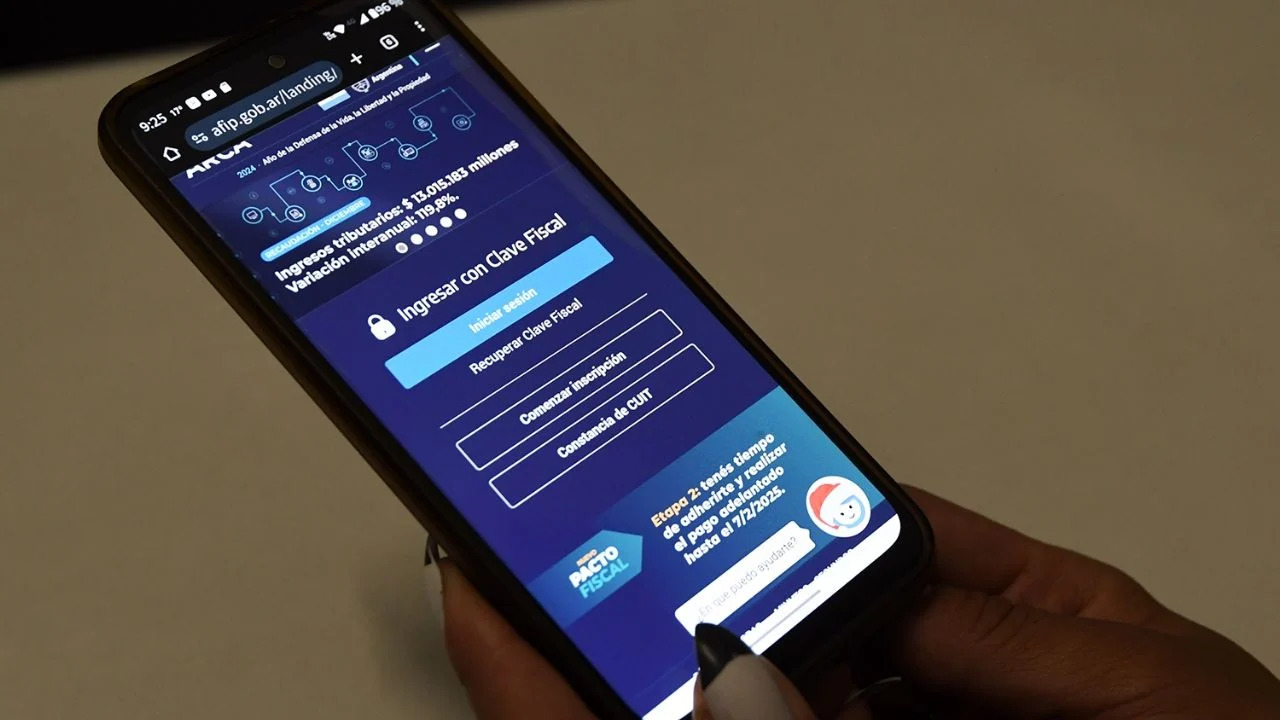 9:25 17° 96 %
afip.gob.ar/landing/
ARCA
Argentina
2024 - Año de la Defensa de la Vida, la Libertad y la Propiedad
RECAUDACIÓN - DICIEMBRE
Ingresos tributarios: $ 13.015.183 millones
Variación interanual: 119,8%.
Ingresar con Clave Fiscal
Iniciar sesión
Recuperar Clave Fiscal
Comenzar inscripción
Constancia de CUIT
Etapa 2: tenés tiempo
de adherirte y realizar
el pago adelantado
hasta el 7/2/2025.
PACTO
FISCAL
En que puedo ayudarte?